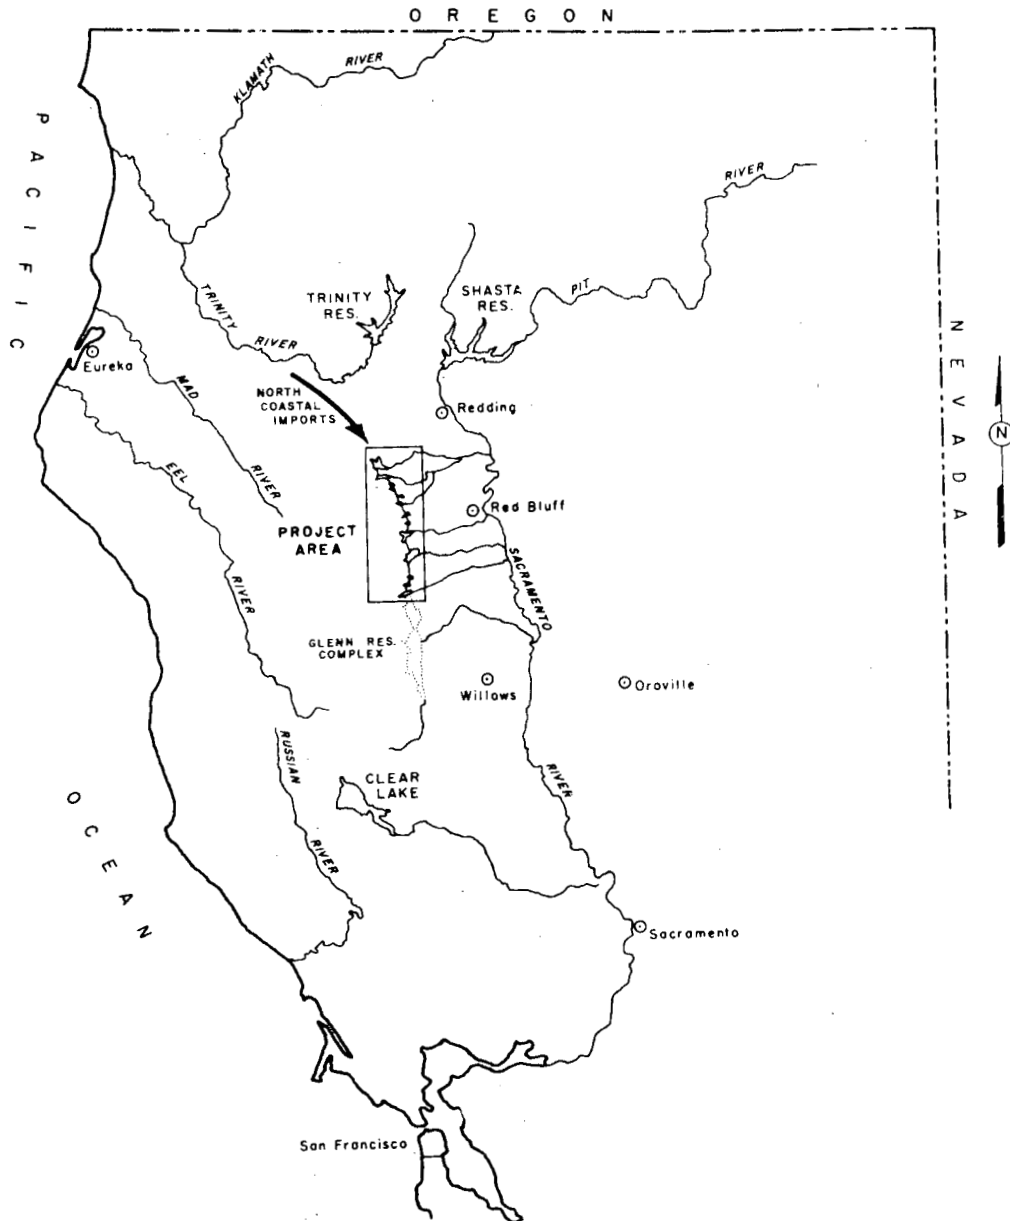 OREGON
KLAMATH
RIVER
PACIFIC
RIVER
TRINITY
RES.
SHASTA
RES.
PIT
TRINITY
RIVER
NEVADA
Eureka
MAD
RIVER
NORTH
COASTAL
IMPORTS
Redding
N
EEL
RIVER
PROJECT
AREA
Red Bluff
SACRAMENTO
GLENN RES.
COMPLEX
Willows
Oroville
RUSSIAN
RIVER
CLEAR
LAKE
RIVER
OCEAN
Sacramento
San Francisco